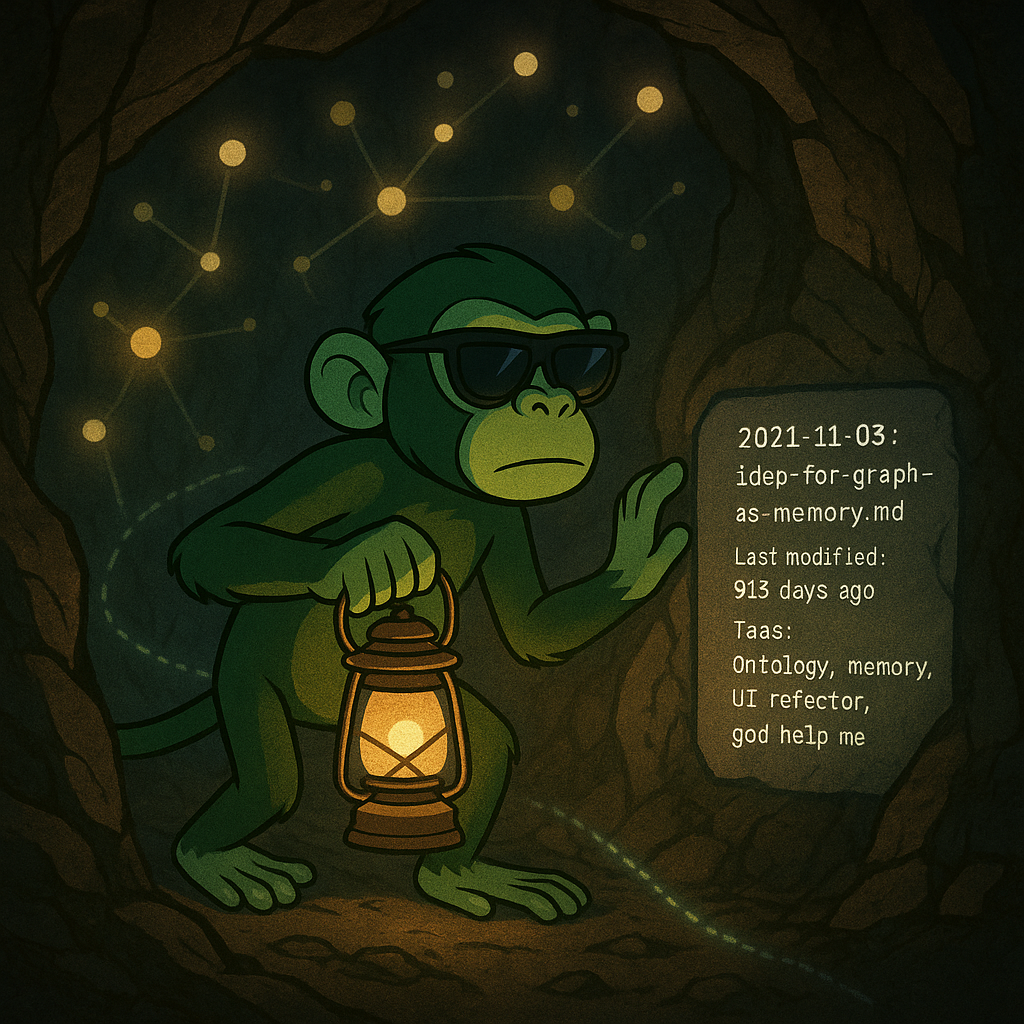 2021-11-03:
idep-for-graph-
as-memory.md
Last modified:
913 days ago
Taas:
Ontology, memory,
UI refector,
god help me